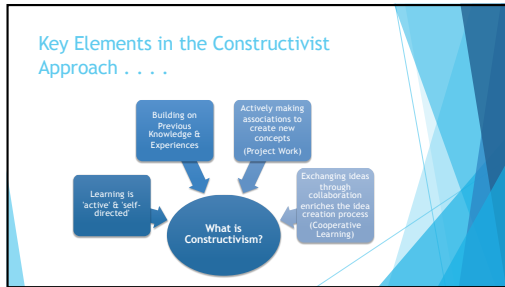 Key Elements in the Constructivist
Approach . . . .
Building on
Previous
Knowledge &
Experiences
Actively making
associations to
create new
concepts
(Project Work)
Learning is
'active' & 'self-
directed'
Exchanging ideas
through
collaboration
enriches the idea
creation process
(Cooperative
Learning)
What is
Constructivism?